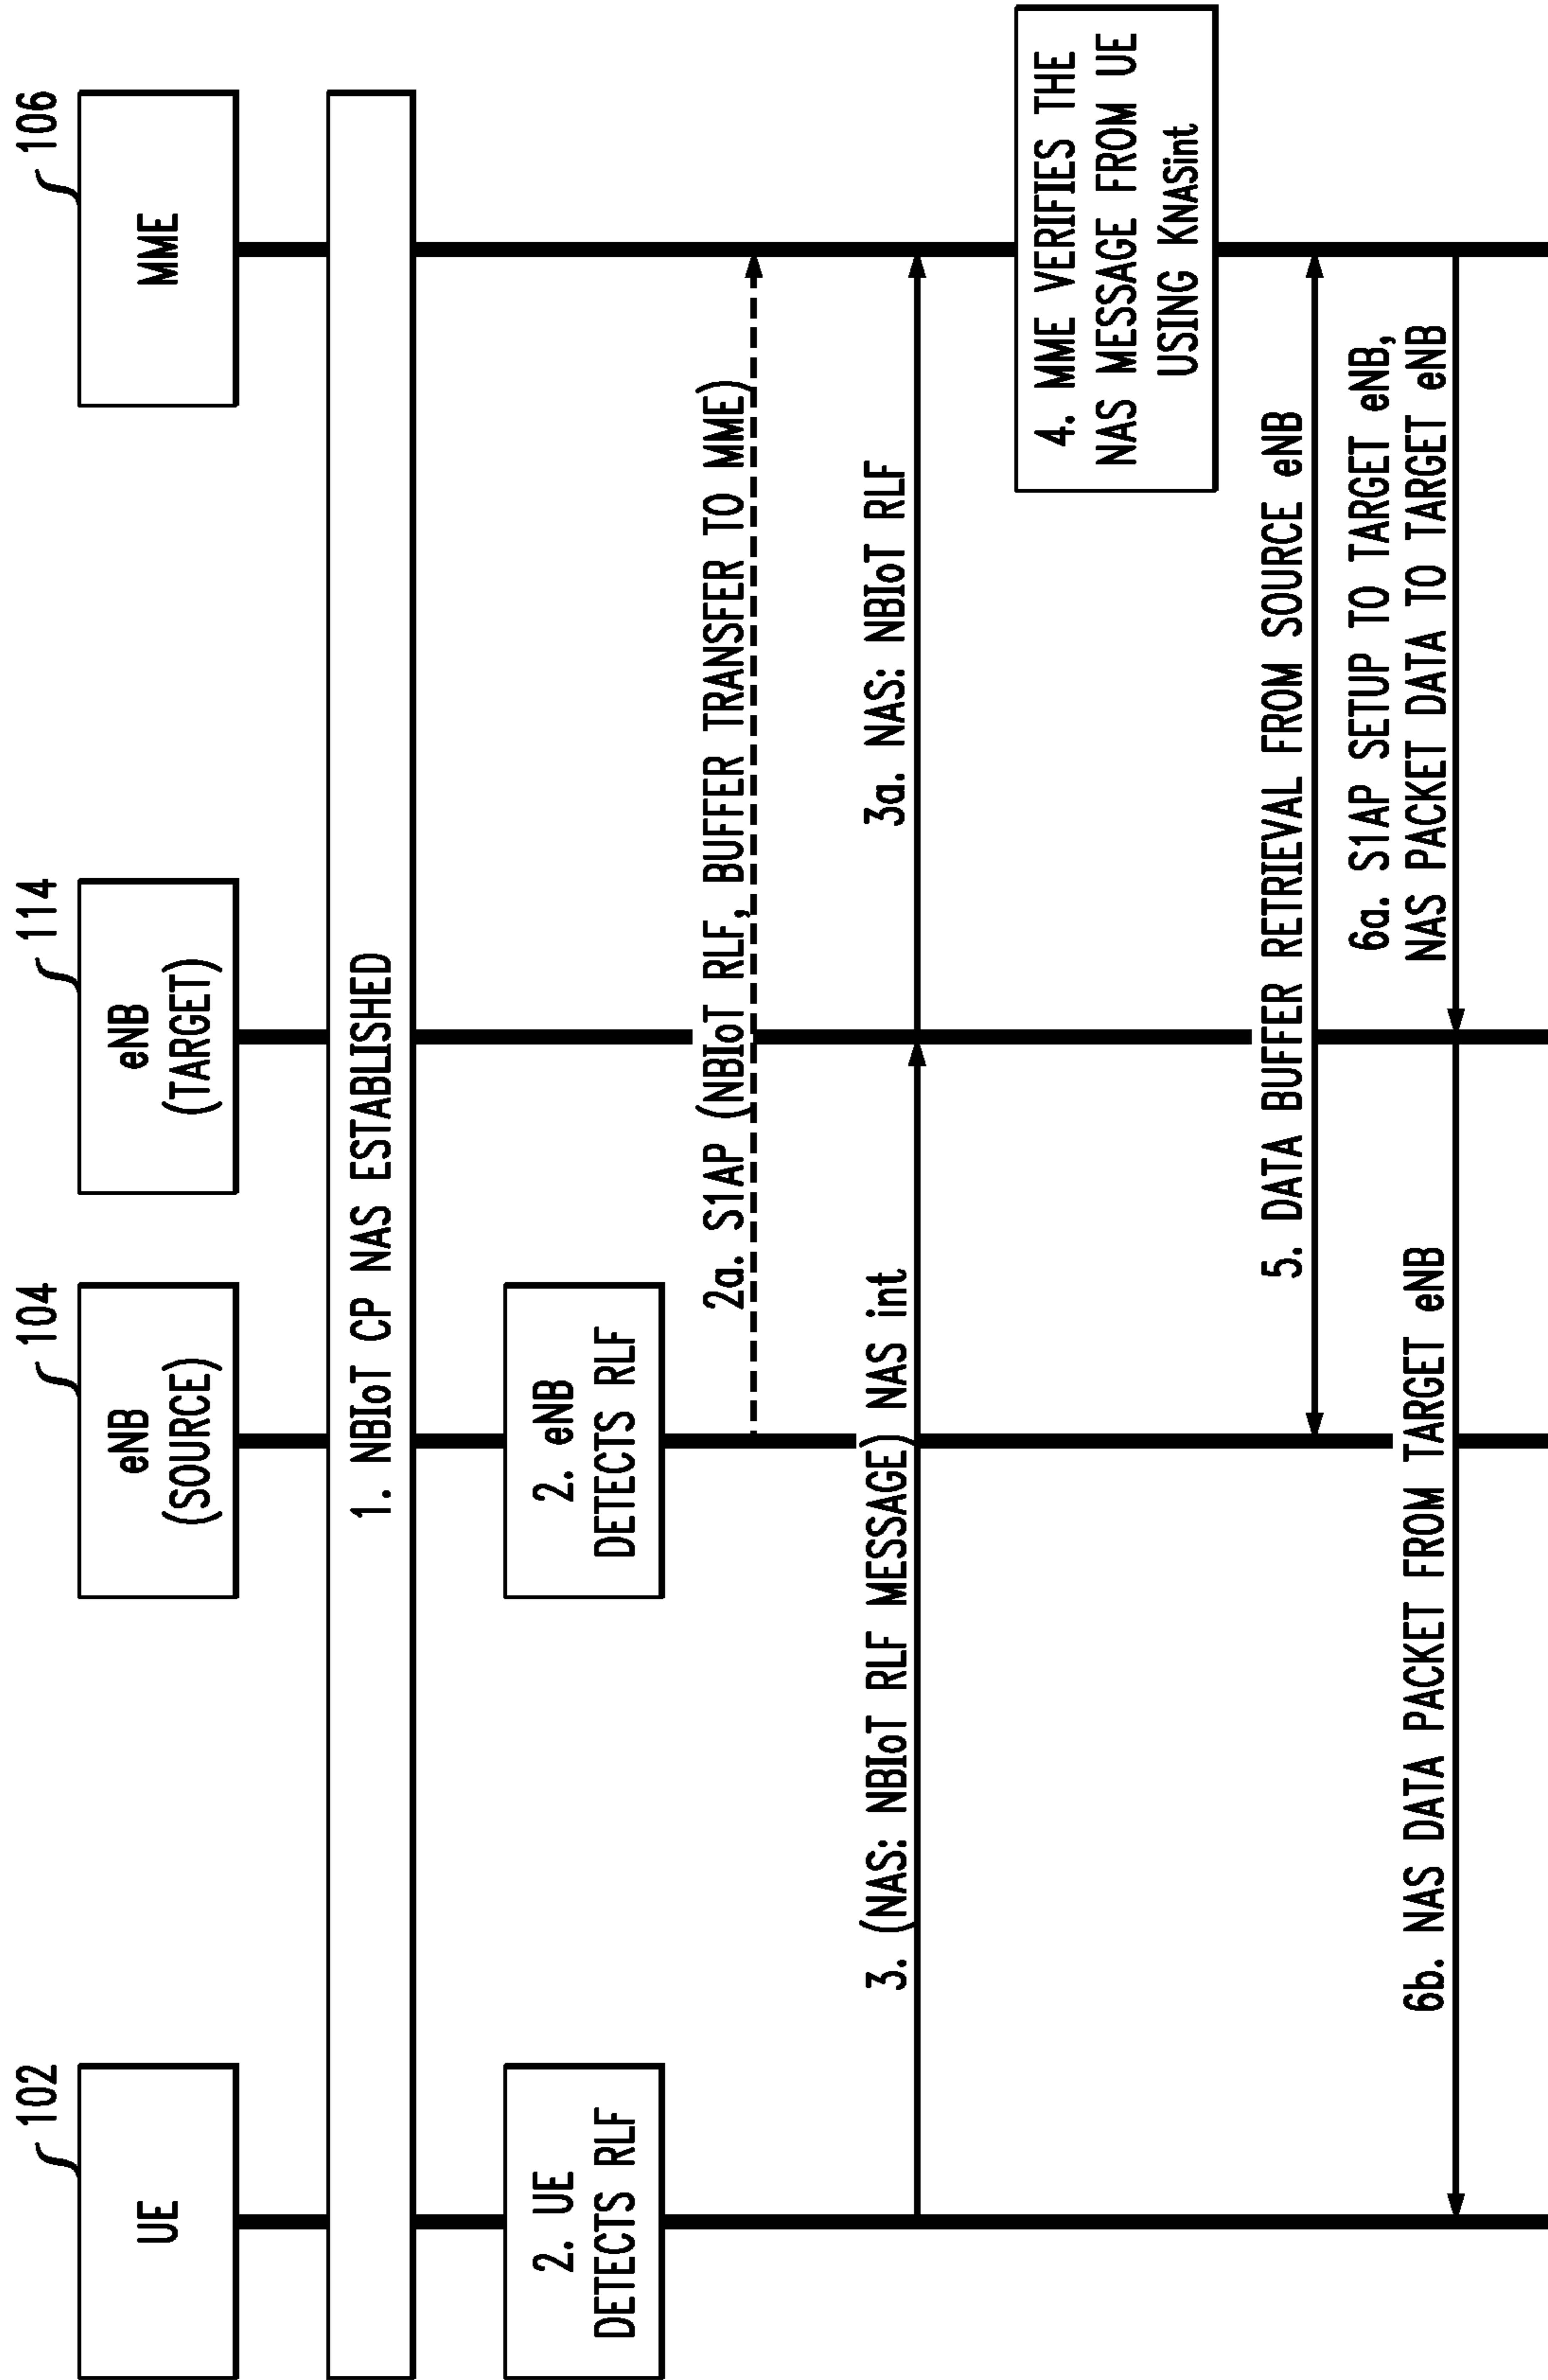 102
UE
104
eNB
(SOURCE)
114
eNB
(TARGET)
106
MME
1. NBIoT CP NAS ESTABLISHED
2. UE
DETECTS RLF
2. eNB
DETECTS RLF
2a. S1AP (NBIoT RLF, BUFFER TRANSFER TO MME)
3. (NAS: NBIoT RLF MESSAGE) NAS int
3a. NAS: NBIoT RLF
4. MME VERIFIES THE
NAS MESSAGE FROM UE
USING KNASint
5. DATA BUFFER RETRIEVAL FROM SOURCE eNB
6a. S1AP SETUP TO TARGET eNB,
NAS PACKET DATA TO TARGET eNB
6b. NAS DATA PACKET FROM TARGET eNB